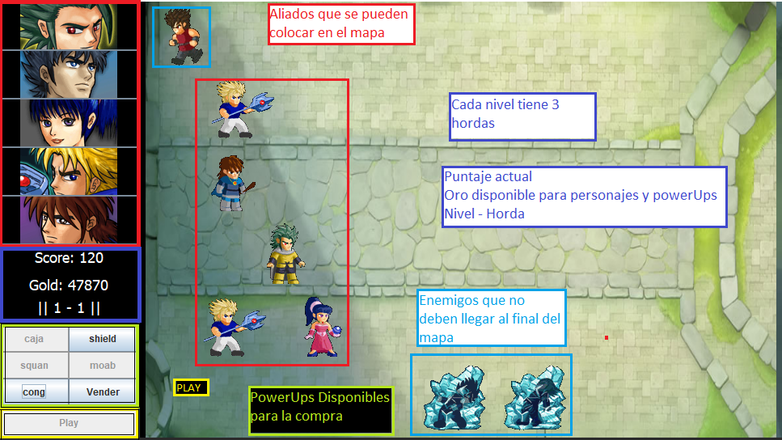 Aliados que se pueden
colocar en el mapa
Cada nivel tiene 3
hordas
Puntaje actual
Oro disponible para personajes y powerUps
Nivel - Horda
Score: 120
Gold: 47870
|| 1 - 1 ||
Enemigos que no
deben llegar al final del
mapa
caja shield
squan moab
cong Vender
Play
PLAY
PowerUps Disponibles
para la compra